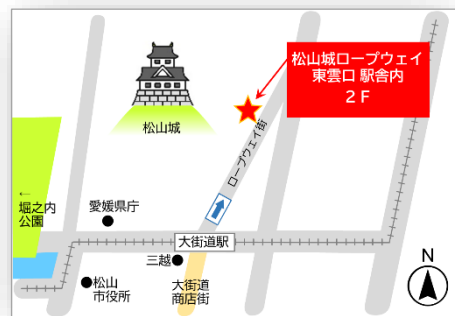 松山城ロープウェイ
東雲口 駅舎内
２Ｆ
松山城
ロープウェイ街
←
堀之内
公園
愛媛県庁
大街道駅
三越
松山
市役所
大街道
商店街
N